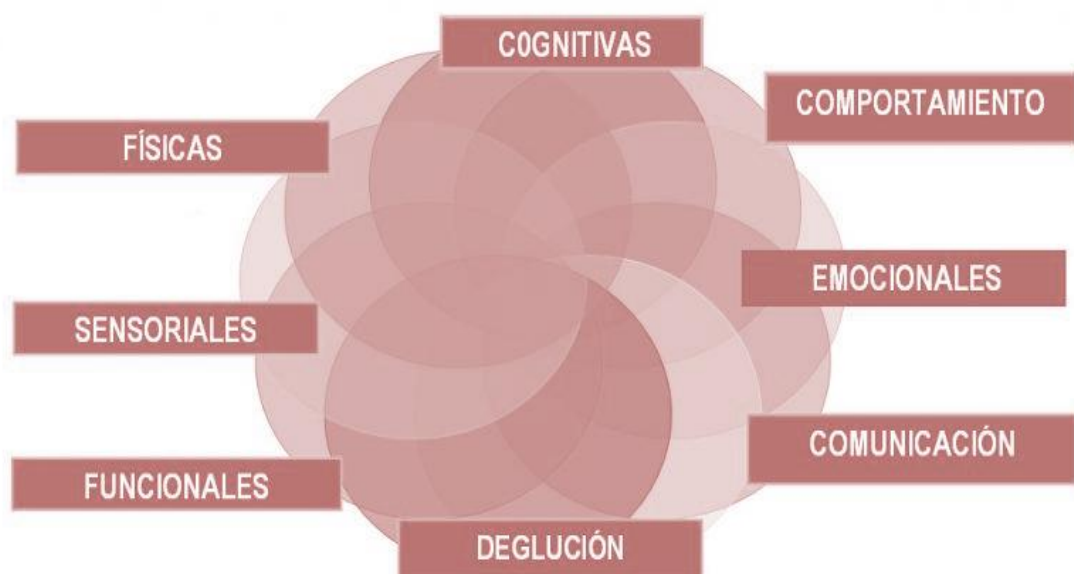 C0GNITIVAS
COMPORTAMIENTO
FÍSICAS
EMOCIONALES
SENSORIALES
COMUNICACIÓN
FUNCIONALES
DEGLUCIÓN